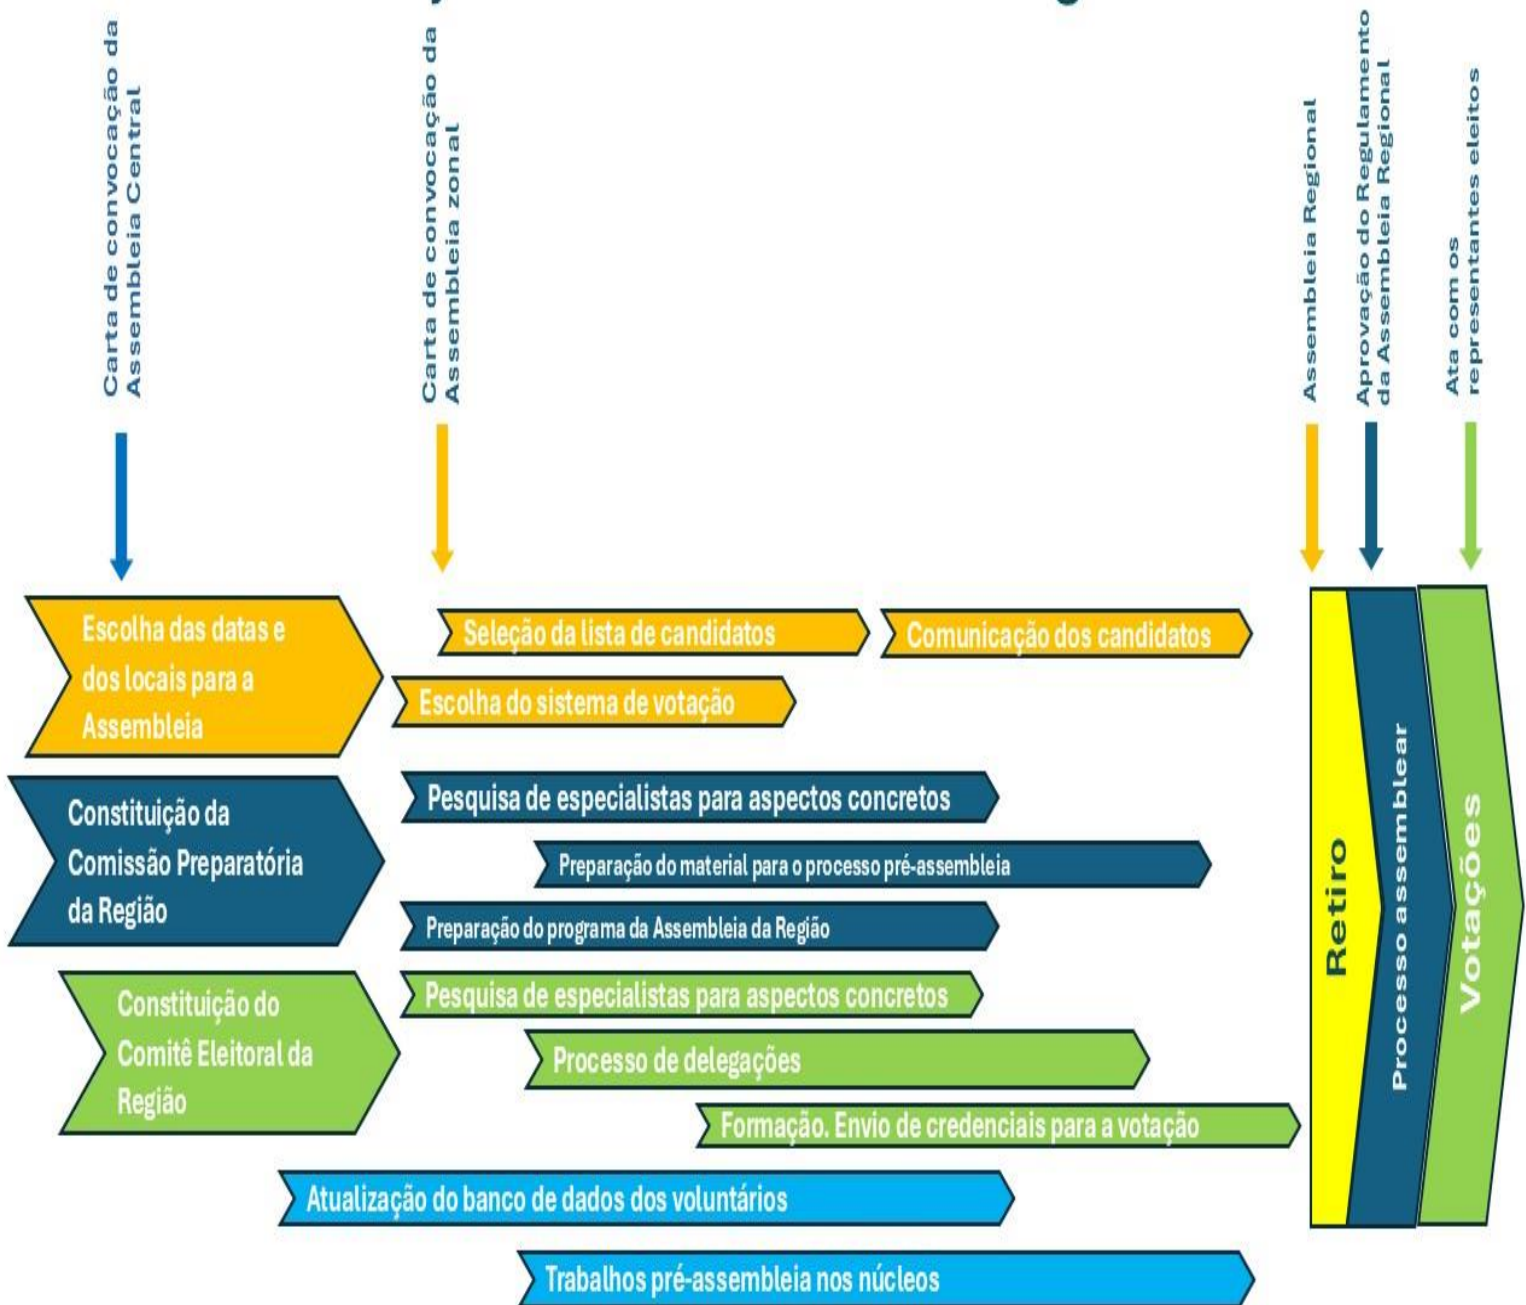 Carta de convocação da
Assembleia Central
Carta de convocação da
Assembleia zonal
Assembleia Regional
Aprovação do Regulamento
da Assembleia Regional
Ata com os
representantes eleitos
Escolha das datas e
dos locais para a
Assembleia
Seleção da lista de candidatos
Comunicação dos candidatos
Escolha do sistema de votação
Constituição da
Comissão Preparatória
da Região
Pesquisa de especialistas para aspectos concretos
Preparação do material para o processo pré-assembleia
Preparação do programa da Assembleia da Região
Constituição do
Comitê Eleitoral da
Região
Pesquisa de especialistas para aspectos concretos
Processo de delegações
Formação. Envio de credenciais para a votação
Atualização do banco de dados dos voluntários
Trabalhos pré-assembleia nos núcleos
Retiro
Processo assemblear
Votações